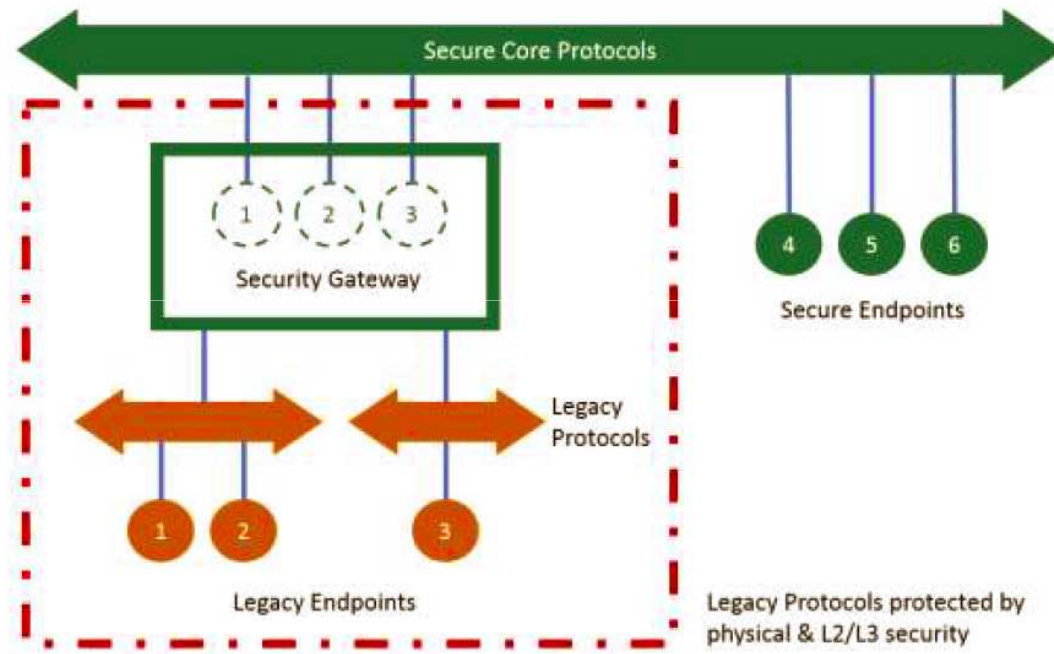 Secure Core Protocols
1 2 3
Security Gateway
4 5 6
Secure Endpoints
Legacy
Protocols
1 2 3
Legacy Endpoints
Legacy Protocols protected by
physical & L2/L3 security